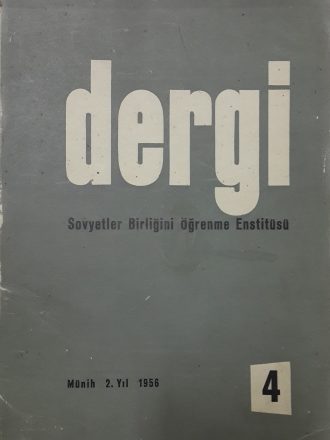 dergi
Sovyetler Birliğini Öğrenme Enstitüsü
Münih 2. Yıl 1956
4